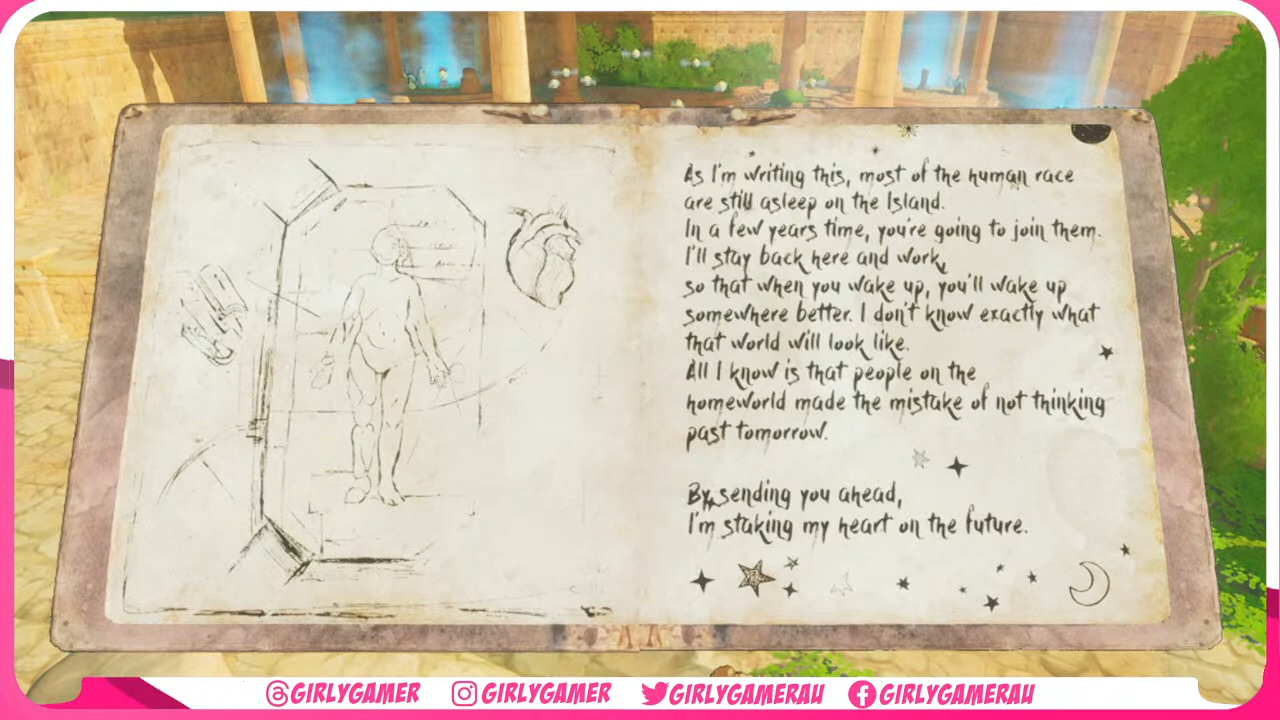 As I'm writing this, most of the human race
are still asleep on the Island.
In a few years time, you're going to join them.
I'll stay back here and work,
so that when you wake up, you'll wake up
somewhere better. I don't know exactly what
that world will look like.
All I know is that people on the
homeworld made the mistake of not thinking
past tomorrow.
By sending you ahead,
I'm staking my heart on the future.
@GIRLYGAMER GIRLYGAMER GIRLYGAMERAU GIRLYGAMERAU